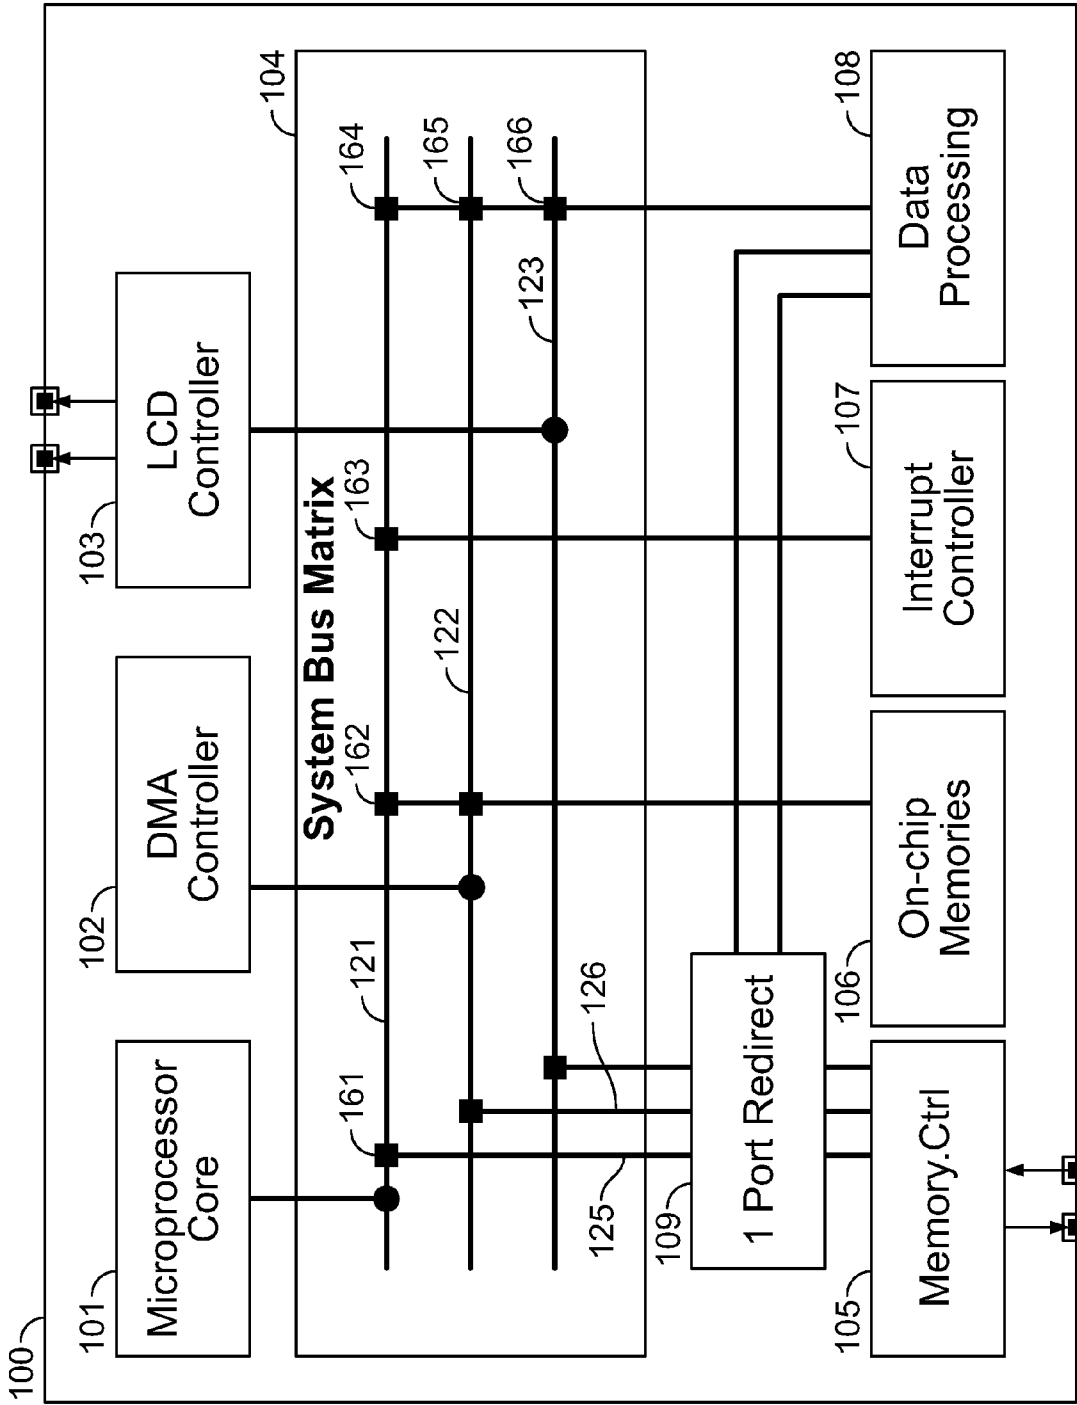 100
101
Microprocessor
Core
102
DMA
Controller
103
LCD
Controller
104
System Bus Matrix
161
121
162
122
163
123
164
165
166
125
126
109
1 Port Redirect
105
Memory.Ctrl
106
On-chip
Memories
107
Interrupt
Controller
108
Data
Processing